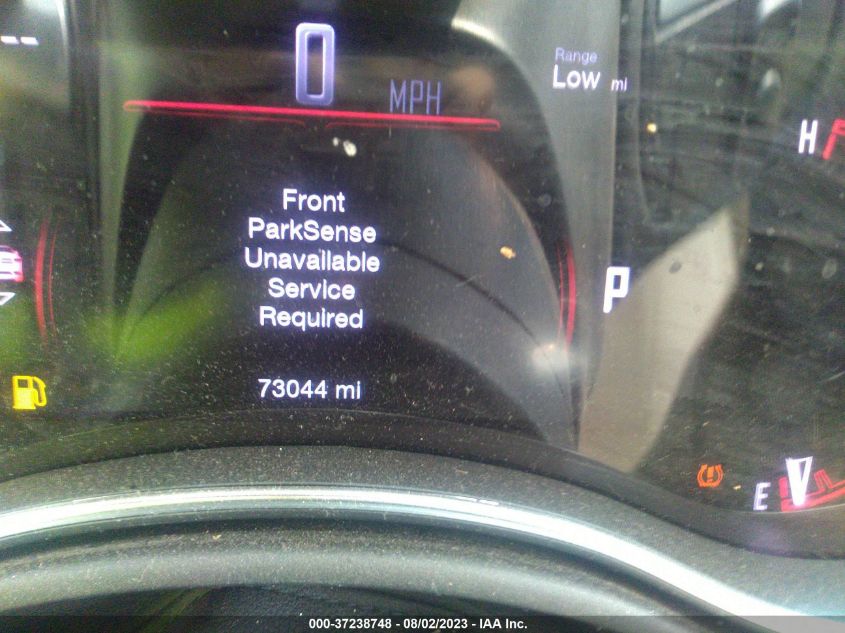 0
MPH
Range
Low mi
H
Front
ParkSense
Unavailable
Service
Required
P
73044 mi
E
000-37238748 - 08/02/2023 - IAA Inc.